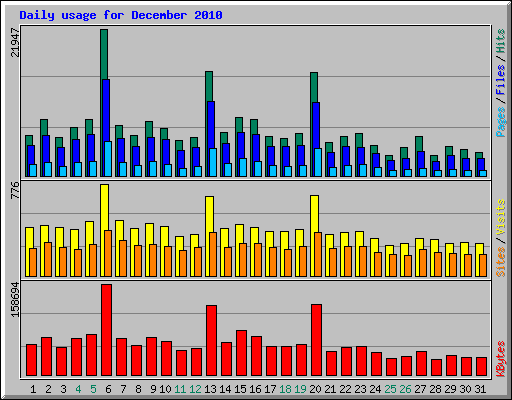 Daily usage for December 2010
21947
Pages / Files / Hits
776
Sites / Visits
158694
KBytes
1 2 3 4 5 6 7 8 9 10 11 12 13 14 15 16 17 18 19 20 21 22 23 24 25 26 27 28 29 30 31